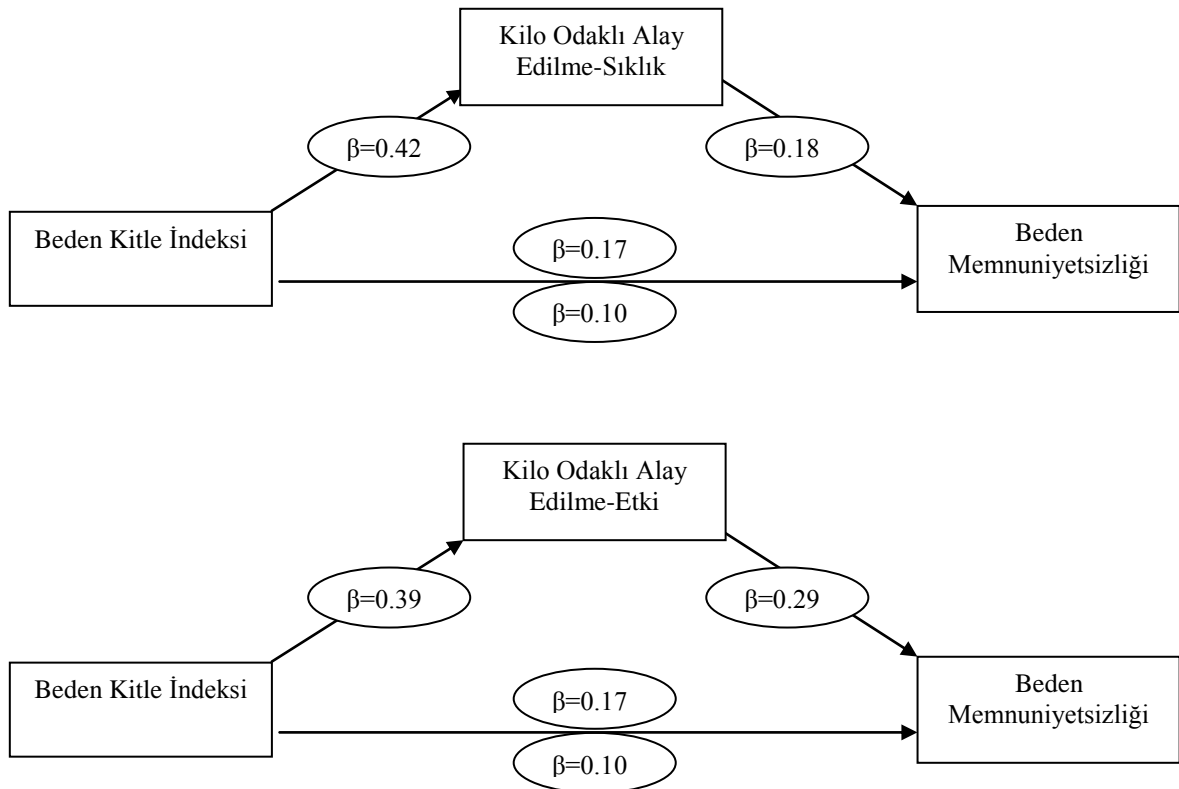 Kilo Odaklı Alay
Edilme-Sıklık
β=0.42
β=0.18
Beden Kitle İndeksi
β=0.17
β=0.10
Beden
Memnuniyetsizliği
Kilo Odaklı Alay
Edilme-Etki
β=0.39
β=0.29
Beden Kitle İndeksi
β=0.17
β=0.10
Beden
Memnuniyetsizliği